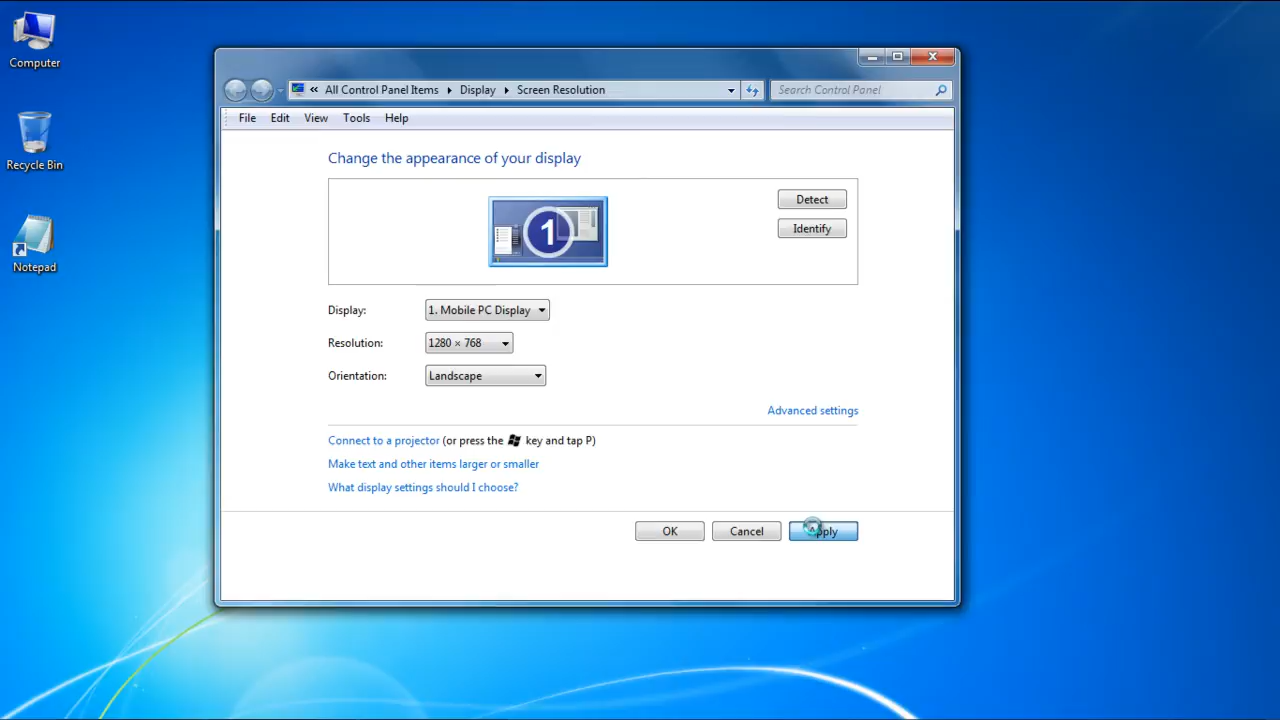 Computer
Recycle Bin
Notepad
« All Control Panel Items Display Screen Resolution
Search Control Panel
File Edit View Tools Help
Change the appearance of your display
1
Detect
Identify
Display: 1. Mobile PC Display
Resolution: 1280 × 768
Orientation: Landscape
Advanced settings
Connect to a projector (or press the key and tap P)
Make text and other items larger or smaller
What display settings should I choose?
OK Cancel Apply